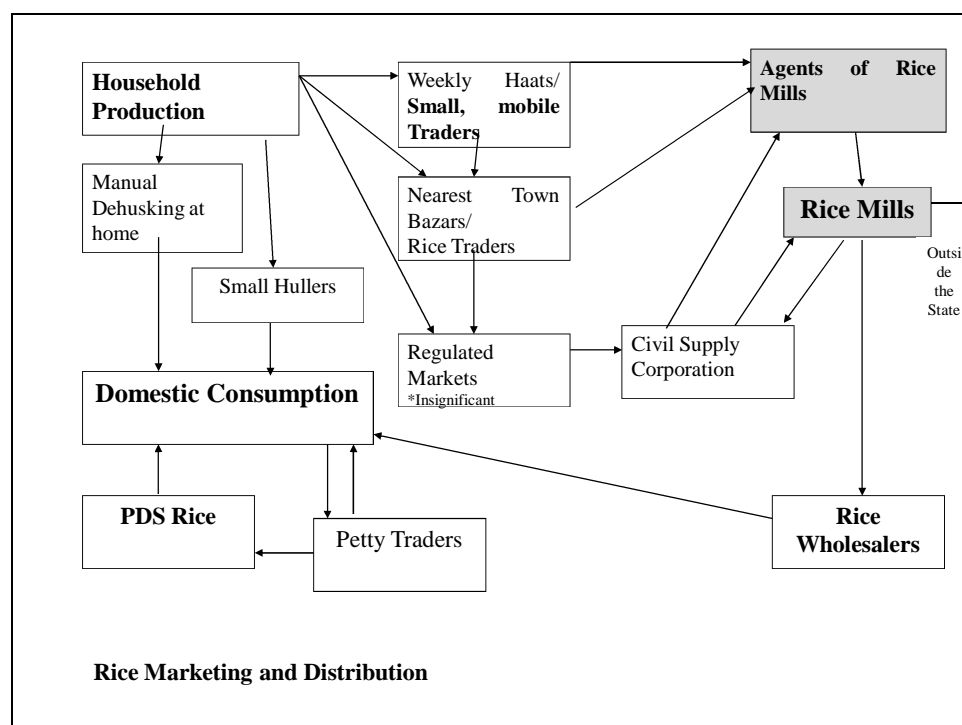 Household
Production
Weekly Haats/
Small, mobile
Traders
Agents of Rice
Mills
Manual
Dehusking at
home
Nearest Town
Bazars/
Rice Traders
Rice Mills
Outsi
de
the
State
Small Hullers
Regulated
Markets
*Insignificant
Civil Supply
Corporation
Domestic Consumption
PDS Rice
Petty Traders
Rice
Wholesalers
Rice Marketing and Distribution